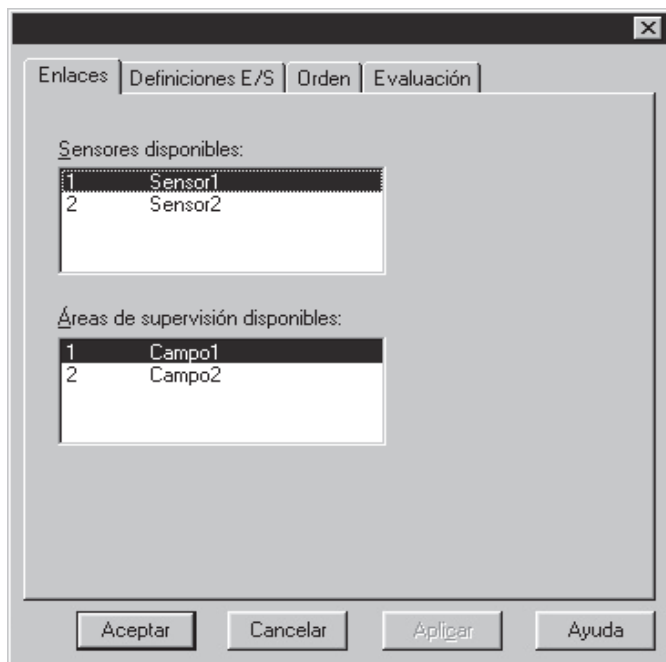 Enlaces Definiciones E/S Orden Evaluación
Sensores disponibles:
1 Sensor1
2 Sensor2
Áreas de supervisión disponibles:
1 Campo1
2 Campo2
Aceptar Cancelar Aplicar Ayuda